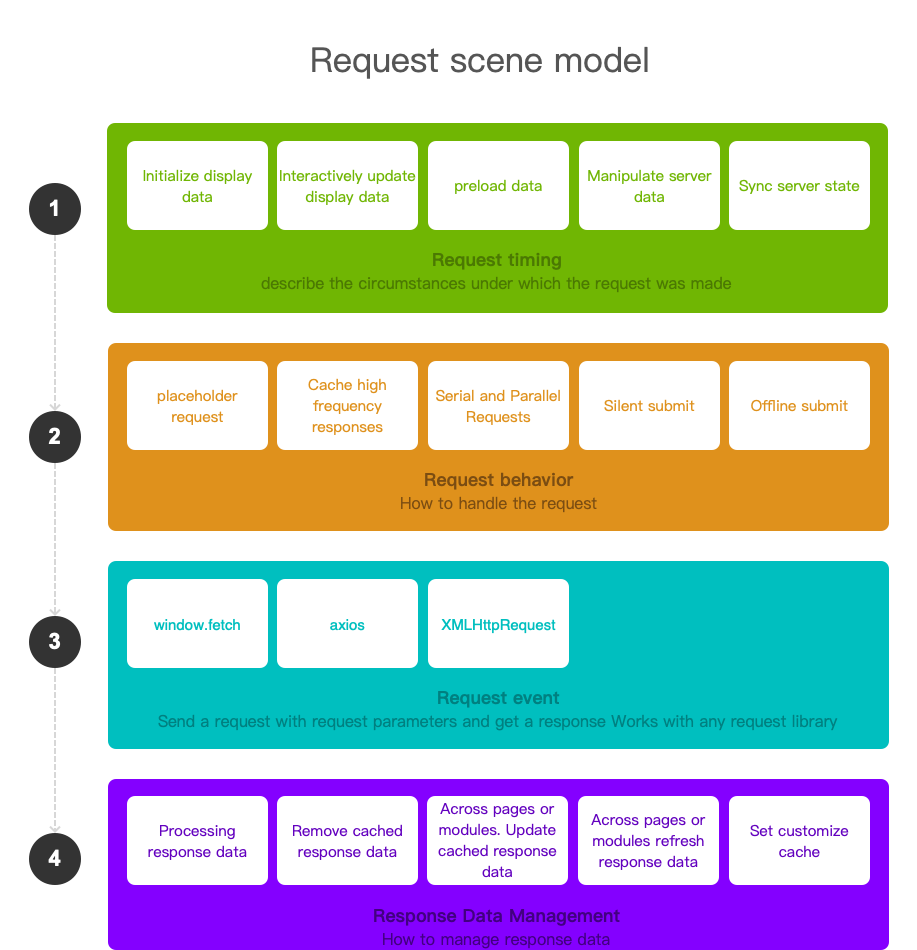 Request scene model
1
Initialize display
data
Interactively update
display data
preload data
Manipulate server
data
Sync server state
Request timing
describe the circumstances under which the request was made
2
placeholder
request
Cache high
frequency
responses
Serial and Parallel
Requests
Silent submit
Offline submit
Request behavior
How to handle the request
3
window.fetch
axios
XMLHttpRequest
Request event
Send a request with request parameters and get a response Works with any request library
4
Processing
response data
Remove cached
response data
Across pages or
modules. Update
cached response
data
Across pages or
modules refresh
response data
Set customize
cache
Response Data Management
How to manage response data